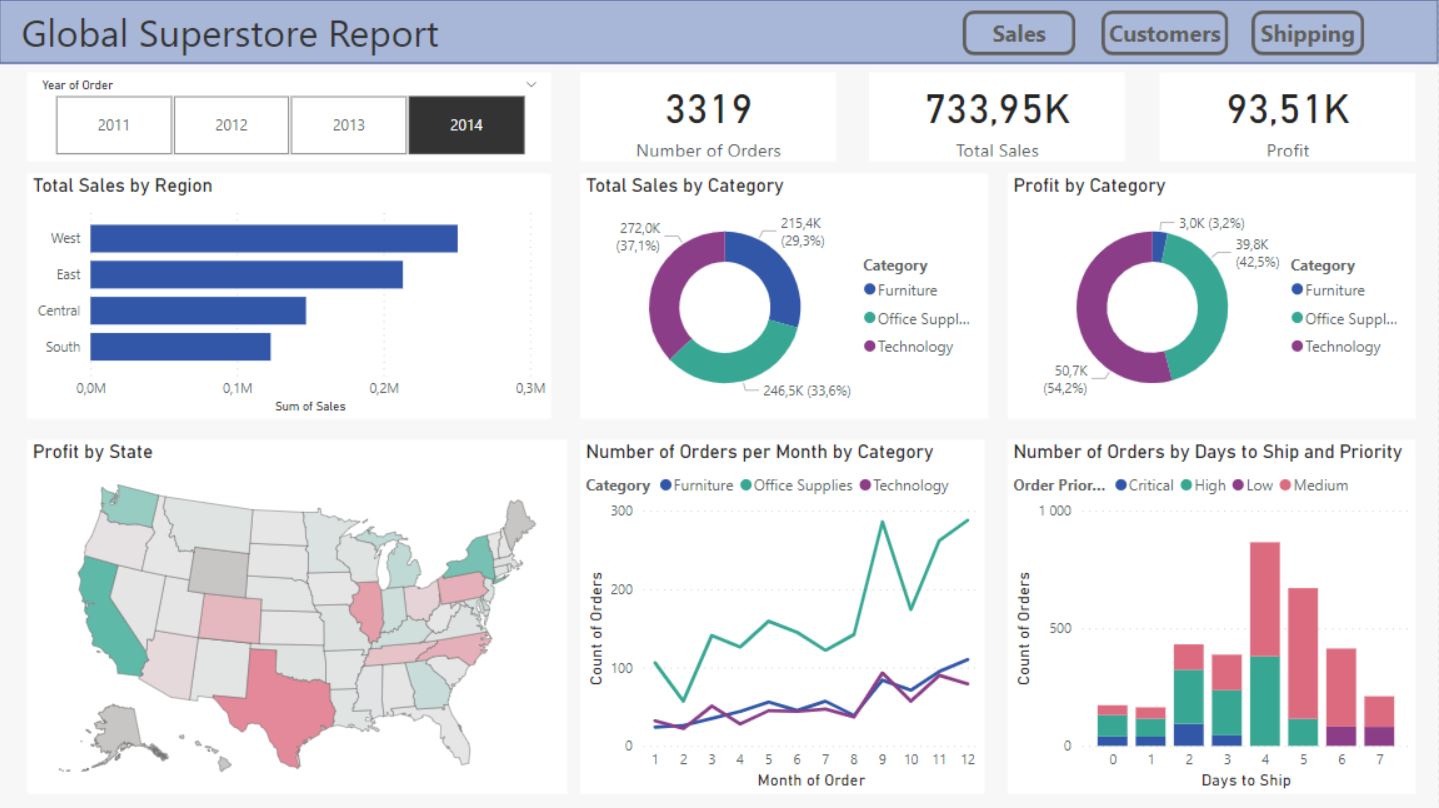 Global Superstore Report
Sales
Customers
Shipping
Year of Order
2011
2012
2013
2014
3319
Number of Orders
733,95K
Total Sales
93,51K
Profit
Total Sales by Region
West
East
Central
South
0,0M
0,1M
0,2M
0,3M
Sum of Sales
Total Sales by Category
272,0K
(37,1%)
215,4K
(29,3%)
246,5K (33,6%)
Category
Furniture
Office Suppl...
Technology
Profit by Category
3,0K (3,2%)
39,8K
(42,5%)
50,7K
(54,2%)
Category
Furniture
Office Suppl...
Technology
Profit by State
Number of Orders per Month by Category
Category Furniture Office Supplies Technology
Count of Orders
300
200
100
0
1 2 3 4 5 6 7 8 9 10 11 12
Month of Order
Number of Orders by Days to Ship and Priority
Order Prior... Critical High Low Medium
Count of Orders
1 000
500
0
0 1 2 3 4 5 6 7
Days to Ship